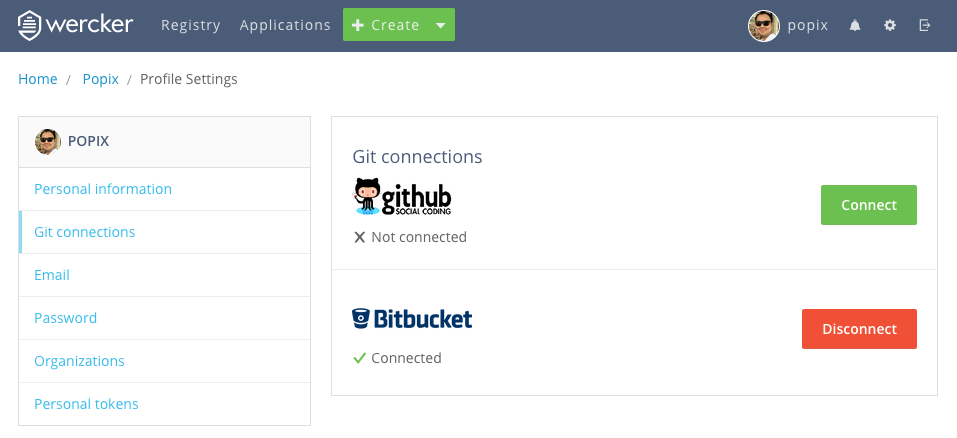 wercker Registry Applications + Create popix
Home / Popix / Profile Settings
POPIX
Personal information
Git connections
Email
Password
Organizations
Personal tokens
Git connections
github
SOCIAL CODING
Connect
Not connected
Bitbucket
Disconnect
Connected